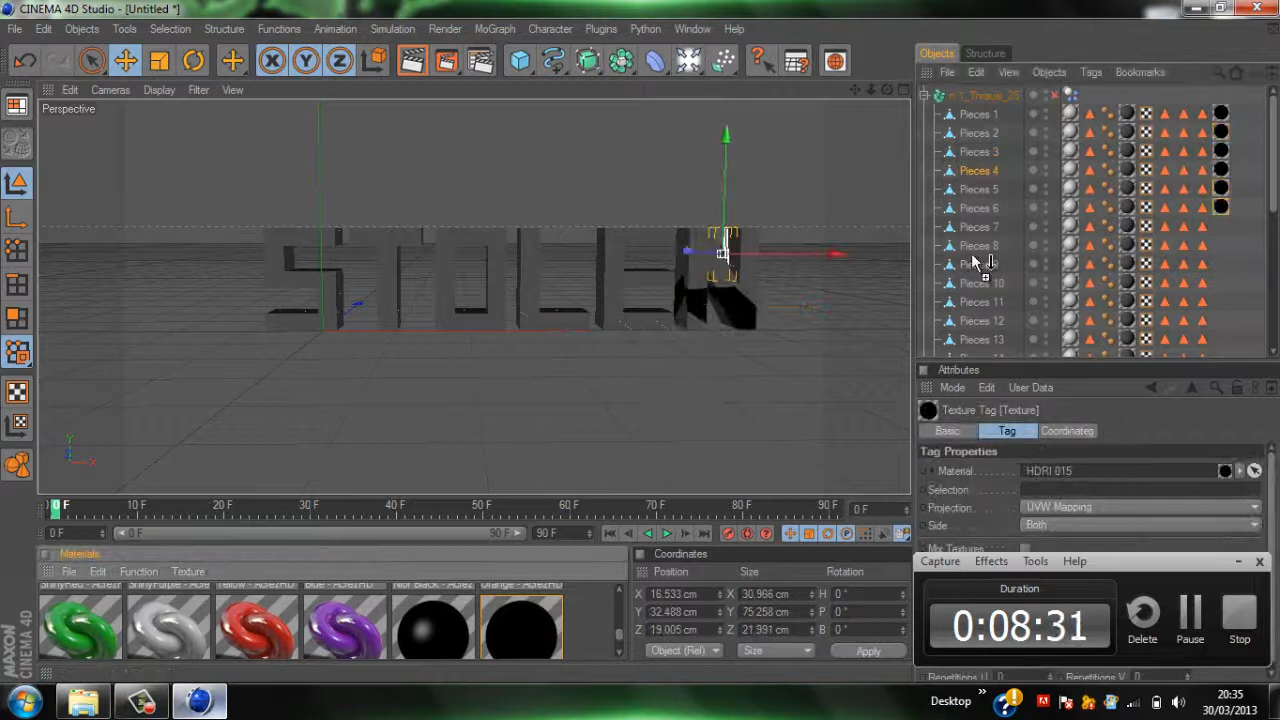 CINEMA 4D Studio - [Untitled *]
File Edit Objects Tools Selection Structure Functions Animation Simulation Render MoGraph Character Plugins Python Window Help
Edit Cameras Display Filter View
Perspective
STOLEN
0 F 10 F 20 F 30 F 40 F 50 F 60 F 70 F 80 F 90 F 0 F
0 F 0 F 90 F 90 F
Materials
File Edit Function Texture
Coordinates
Position Size Rotation
X 16.533 cm X 30.966 cm H 0 °
Y 32.488 cm Y 75.258 cm P 0 °
Z 19.005 cm Z 21.991 cm B 0 °
Object (Rel) Size Apply
MAXON
CINEMA 4D
Objects Structure
File Edit View Objects Tags Bookmarks
Pieces 1
Pieces 2
Pieces 3
Pieces 4
Pieces 5
Pieces 6
Pieces 7
Pieces 8
Pieces 10
Pieces 11
Pieces 12
Pieces 13
Attributes
Mode Edit User Data
Texture Tag [Texture]
Basic Tag Coordinates
Tag Properties
Material HDRI 015
Selection
Projection UVW Mapping
Side Both
Mix Textures
Capture Effects Tools Help
Duration
0:08:31
Delete Pause Stop
Desktop
20:35
30/03/2013